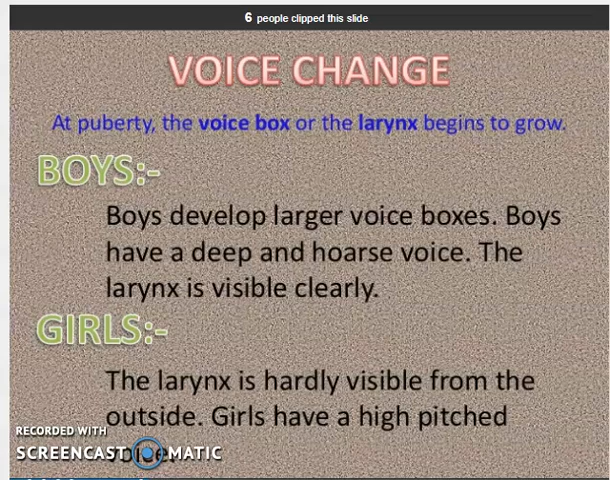 6 people clipped this slide
VOICE CHANGE
At puberty, the voice box or the larynx begins to grow.
BOYS:-
Boys develop larger voice boxes. Boys
have a deep and hoarse voice. The
larynx is visible clearly.
GIRLS:-
The larynx is hardly visible from the
outside. Girls have a high pitched
voice.
RECORDED WITH
SCREENCAST MATIC